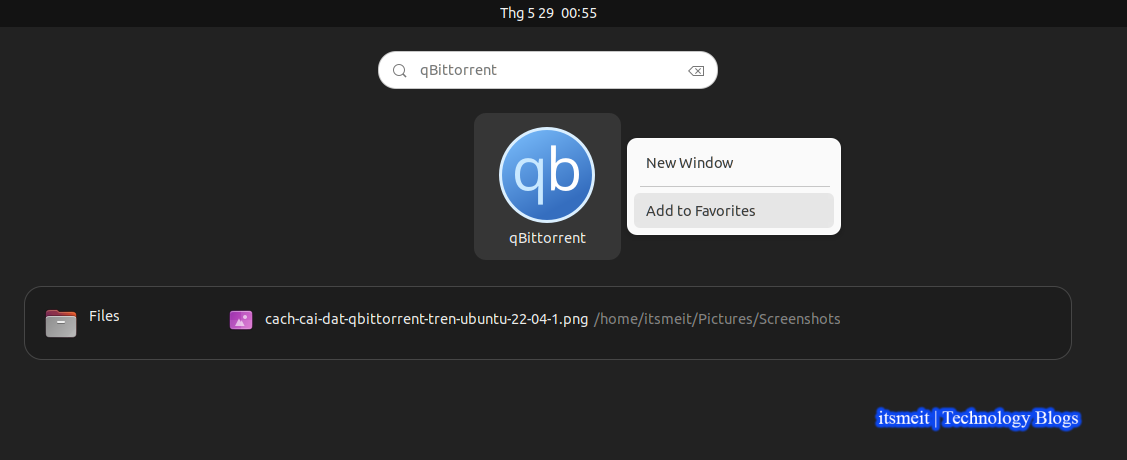 Thg 5 29 00:55
qBittorrent
qb
New Window
Add to Favorites
qBittorrent
Files
cach-cai-dat-qbittorrent-tren-ubuntu-22-04-1.png /home/itsmeit/Pictures/Screenshots
itsmeit | Technology Blogs